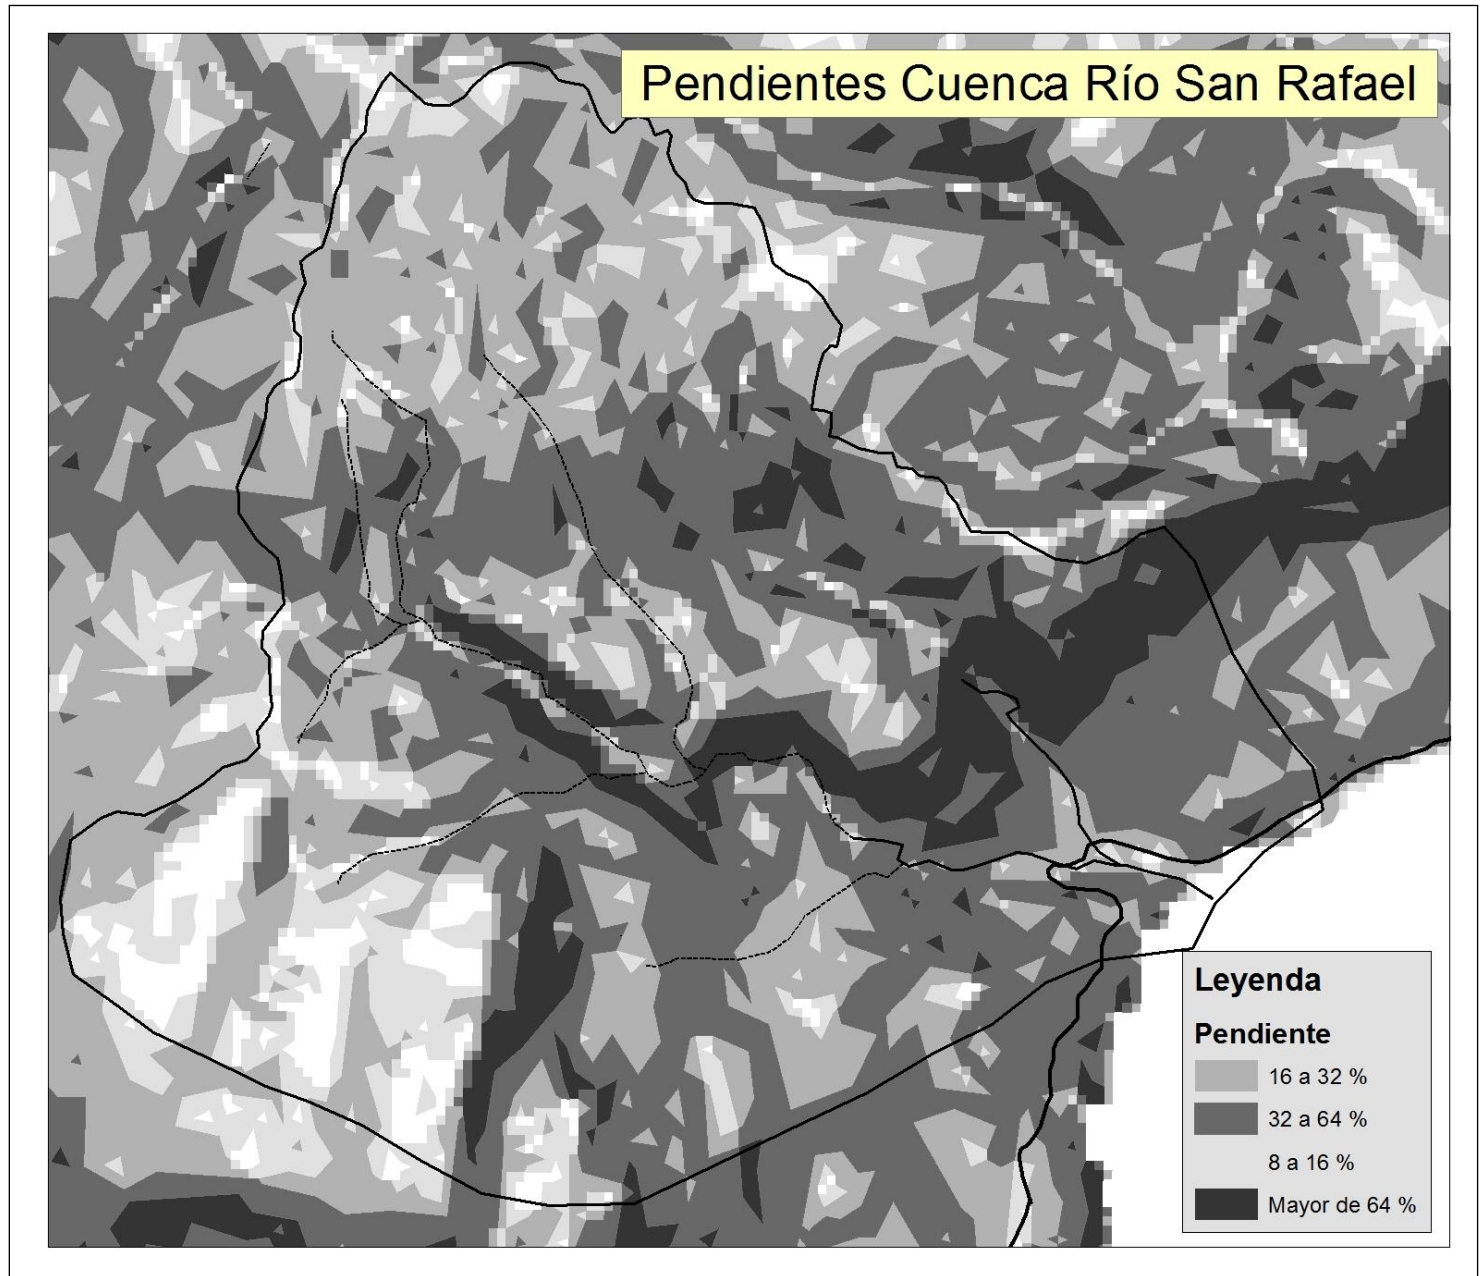 Pendientes Cuenca Río San Rafael
Leyenda
Pendiente
16 a 32 %
32 a 64 %
8 a 16 %
Mayor de 64 %